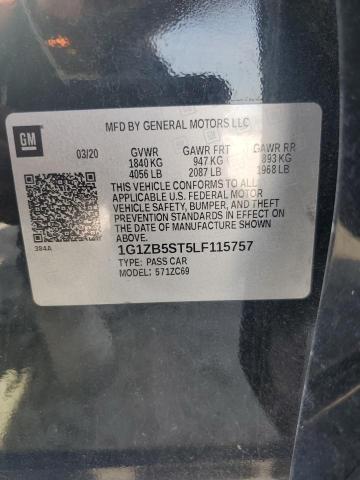 GM
MFD BY GENERAL MOTORS LLC
03/20 GVWR GAWR FRT GAWR RR
1840 KG 947 KG 893 KG
4056 LB 2087 LB 1968 LB
THIS VEHICLE CONFORMS TO ALL
APPLICABLE U.S. FEDERAL MOTOR
VEHICLE SAFETY, BUMPER, AND THEFT
PREVENTION STANDARDS IN EFFECT ON
THE DATE OF MANUFACTURE SHOWN
ABOVE.
384A
1G1ZB5ST5LF115757
TYPE: PASS CAR
MODEL: 571ZC69